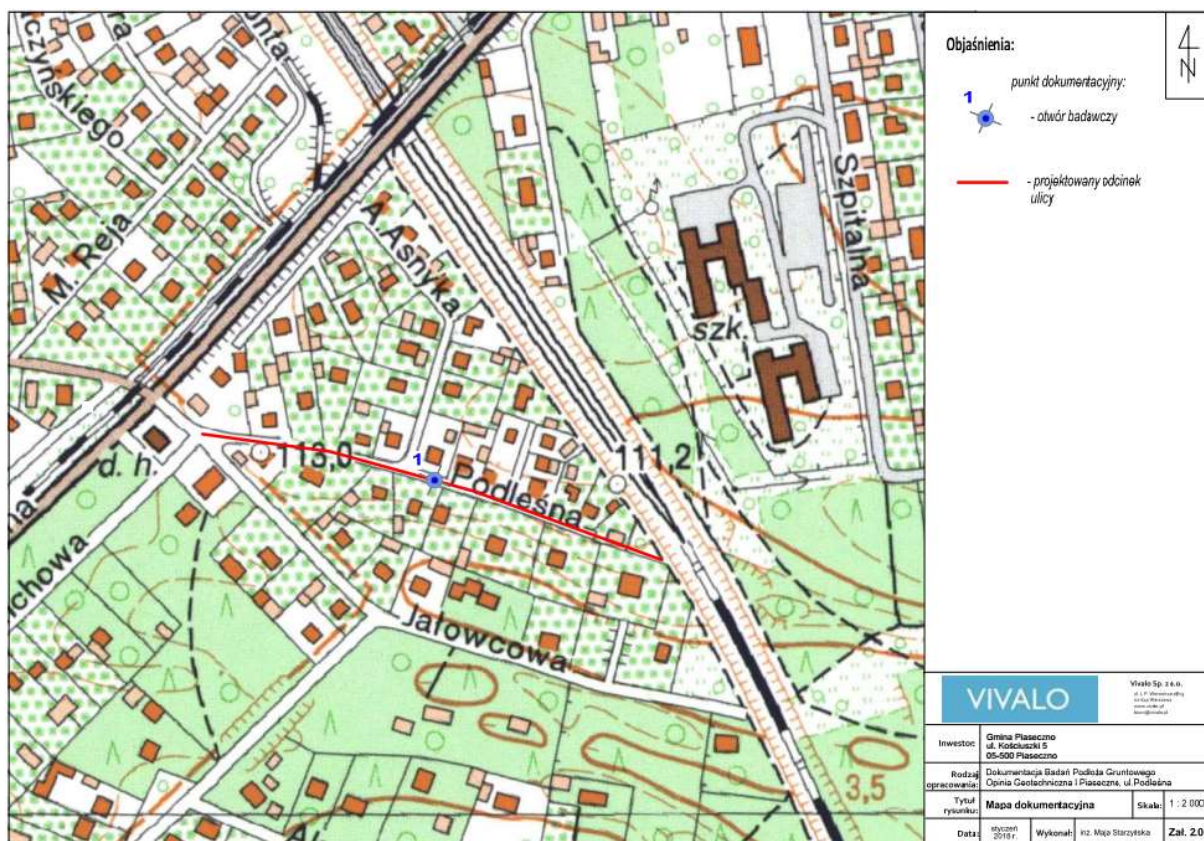 czyńskiego
M. Reja
A. Asnyka
Szpitalna
szk.
d. h.
113,0
1
Podleśna
111,2
Jałowcowa
chowa
3,5
Objaśnienia:
N
punkt dokumentacyjny:
1
- otwór badawczy
- projektowany odcinek
ulicy
VIVALO
Vivalo Sp. z o.o.
Inwestor:
Gmina Piaseczno
ul. Kościuszki 5
05-500 Piaseczno
Rodzaj
opracowania:
Dokumentacja Badań Podłoża Gruntowego
Opinia Geotechniczna | Piaseczno, ul. Podleśna
Tytuł
rysunku:
Mapa dokumentacyjna
Skala:
1 : 2 000
Data:
styczeń
2018 r.
Wykonał:
inż. Maja Starzyńska
Zał. 2.0